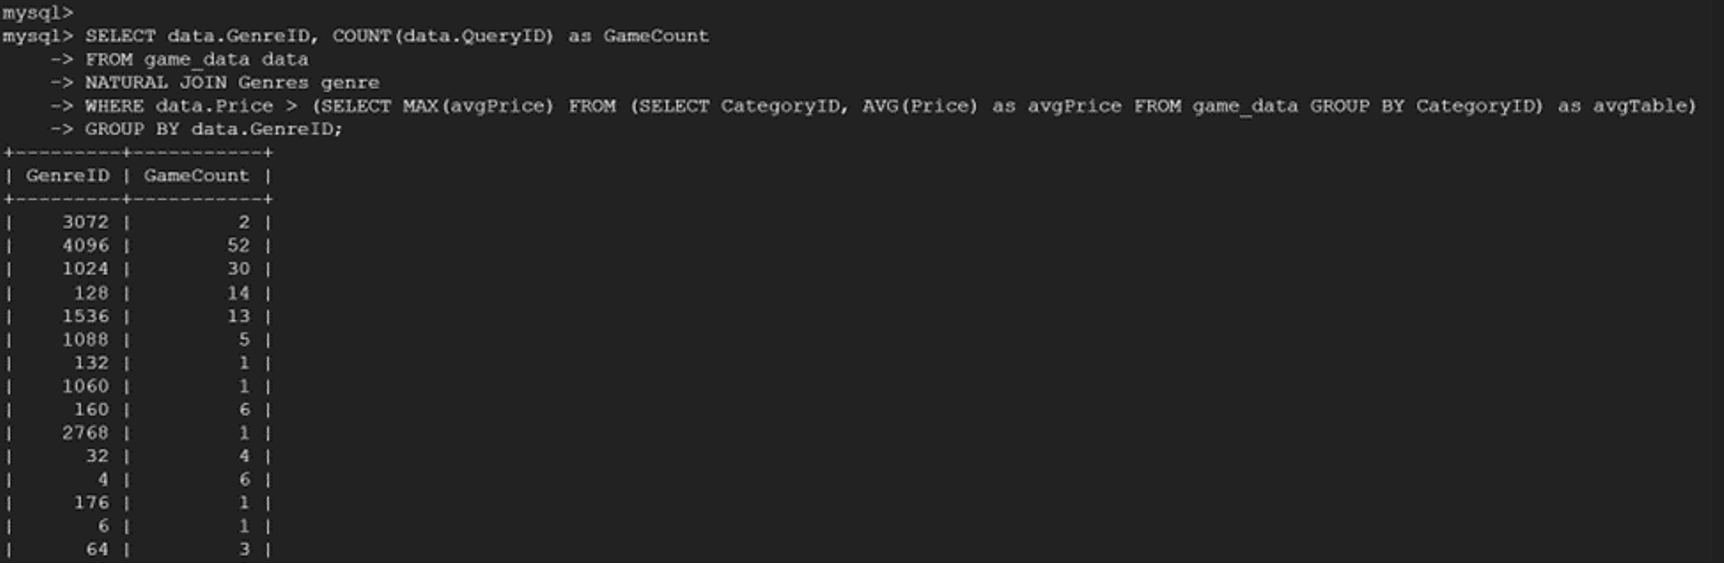 mysql>
mysql> SELECT data.GenreID, COUNT(data.QueryID) as GameCount
    -> FROM game_data data
    -> NATURAL JOIN Genres genre
    -> WHERE data.Price > (SELECT MAX(avgPrice) FROM (SELECT CategoryID, AVG(Price) as avgPrice FROM game_data GROUP BY CategoryID) as avgTable)
    -> GROUP BY data.GenreID;
+---------+-----------+
| GenreID | GameCount |
+---------+-----------+
|    3072 |         2 |
|    4096 |        52 |
|    1024 |        30 |
|     128 |        14 |
|    1536 |        13 |
|    1088 |         5 |
|     132 |         1 |
|    1060 |         1 |
|     160 |         6 |
|    2768 |         1 |
|      32 |         4 |
|       4 |         6 |
|     176 |         1 |
|       6 |         1 |
|      64 |         3 |